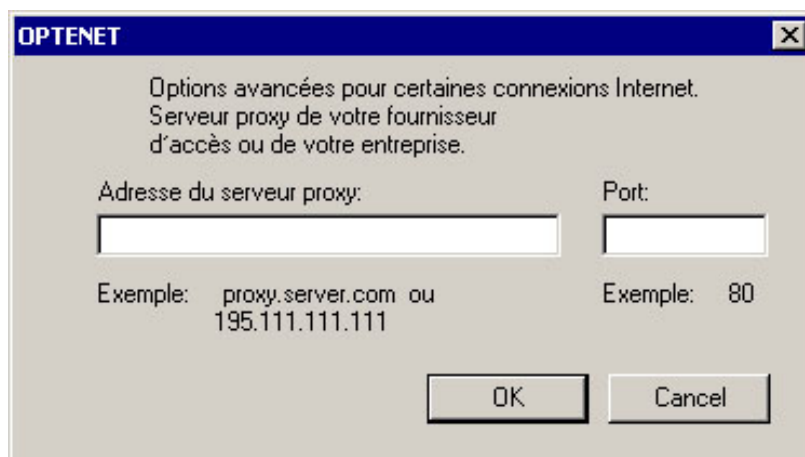 OPTENET
Options avancées pour certaines connexions Internet.
Serveur proxy de votre fournisseur
d´accès ou de votre entreprise.
Adresse du serveur proxy: Port:
Exemple: proxy.server.com ou Exemple: 80
195.111.111.111
OK Cancel